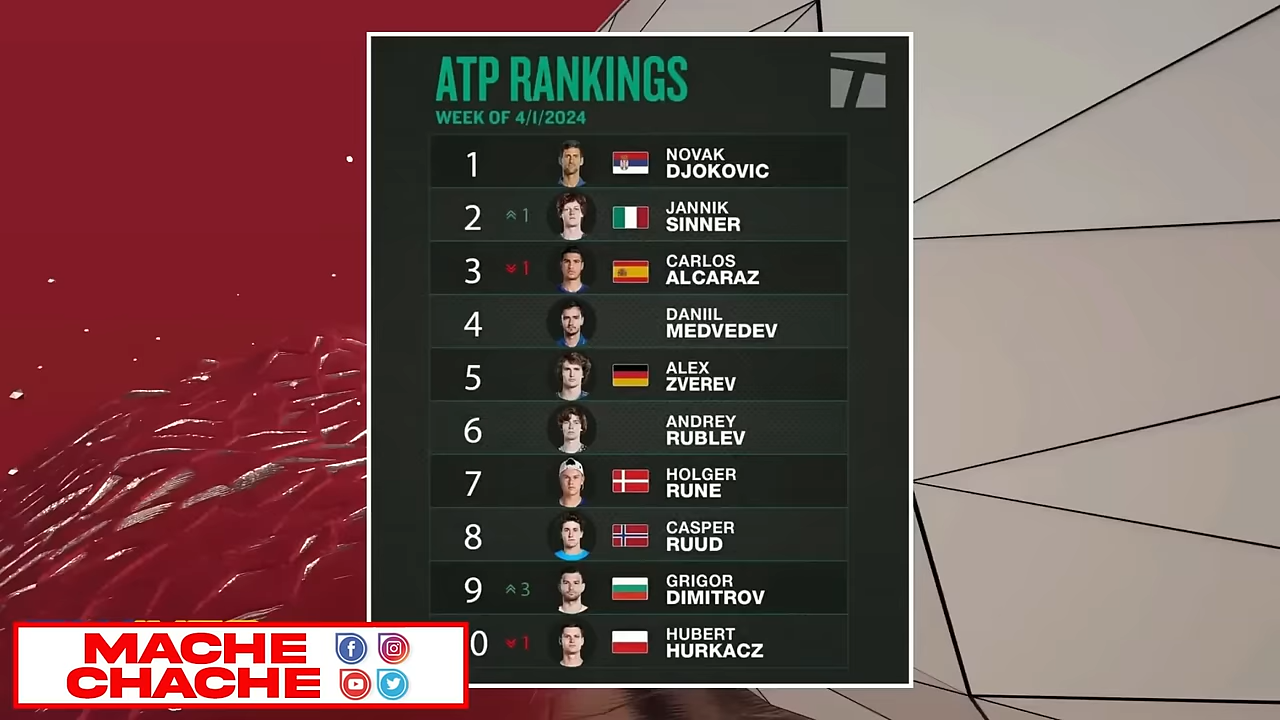 ATP RANKINGS
WEEK OF 4/1/2024
1 NOVAK
DJOKOVIC
2 1 JANNIK
SINNER
3 1 CARLOS
ALCARAZ
4 DANIIL
MEDVEDEV
5 ALEX
ZVEREV
6 ANDREY
RUBLEV
7 HOLGER
RUNE
8 CASPER
RUUD
9 3 GRIGOR
DIMITROV
0 1 HUBERT
HURKACZ
MACHE
CHACHE